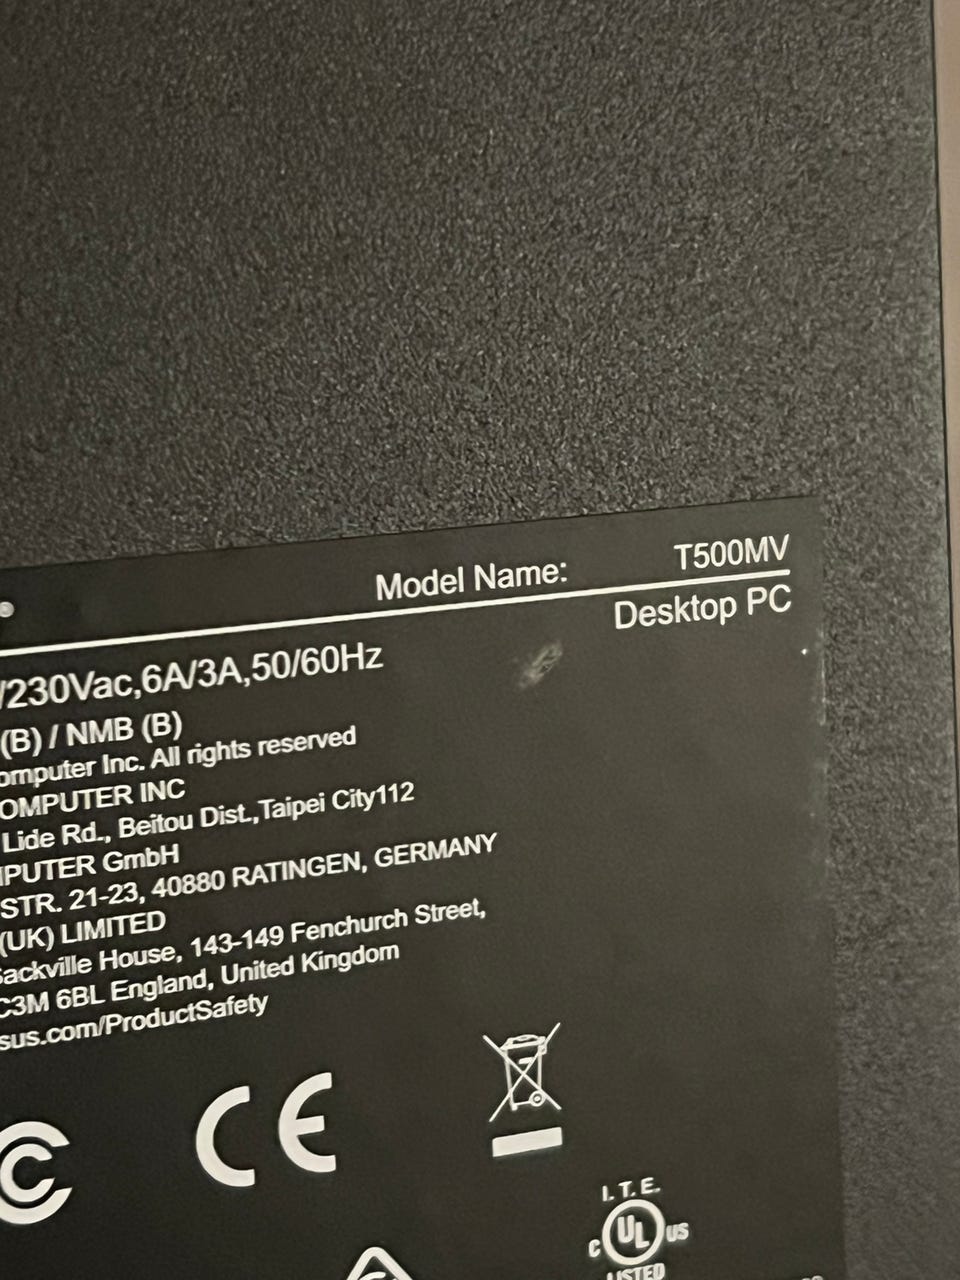 Model Name: T500MV
Desktop PC
/230Vac,6A/3A,50/60Hz
(B) / NMB (B)
omputer Inc. All rights reserved
OMPUTER INC
Lide Rd., Beitou Dist.,Taipei City112
PUTER GmbH
STR. 21-23, 40880 RATINGEN, GERMANY
(UK) LIMITED
Sackville House, 143-149 Fenchurch Street,
C3M 6BL England, United Kingdom
sus.com/ProductSafety
C CE
I.T.E.
C UL US
LISTED